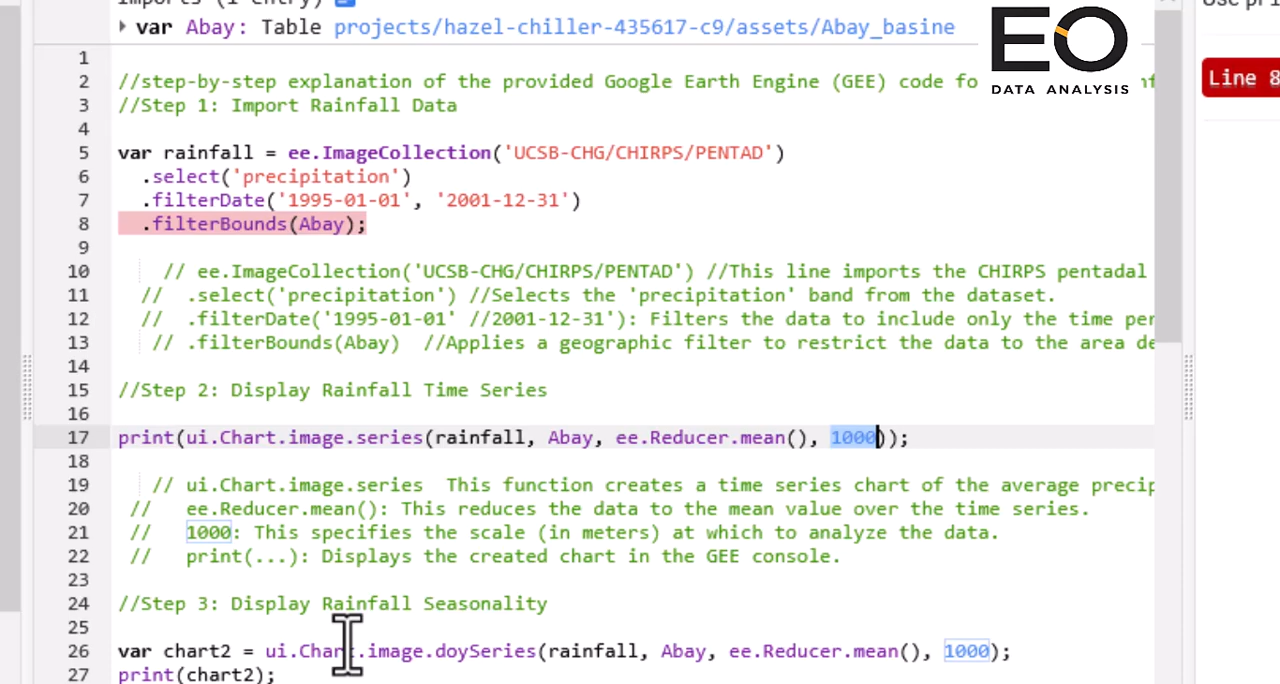 Imports (1 entry)
var Abay: Table projects/hazel-chiller-435617-c9/assets/Abay_basine
EO
DATA ANALYSIS
Use
Line 8
1
2 //step-by-step explanation of the provided Google Earth Engine (GEE) code fo
3 //Step 1: Import Rainfall Data
4
5 var rainfall = ee.ImageCollection('UCSB-CHG/CHIRPS/PENTAD')
6 .select('precipitation')
7 .filterDate('1995-01-01', '2001-12-31')
8 .filterBounds(Abay);
9
10 // ee.ImageCollection('UCSB-CHG/CHIRPS/PENTAD') //This line imports the CHIRPS pentadal
11 // .select('precipitation') //Selects the 'precipitation' band from the dataset.
12 // .filterDate('1995-01-01' //2001-12-31'): Filters the data to include only the time per
13 // .filterBounds(Abay) //Applies a geographic filter to restrict the data to the area de
14
15 //Step 2: Display Rainfall Time Series
16
17 print(ui.Chart.image.series(rainfall, Abay, ee.Reducer.mean(), 1000));
18
19 // ui.Chart.image.series This function creates a time series chart of the average precip
20 // ee.Reducer.mean(): This reduces the data to the mean value over the time series.
21 // 1000: This specifies the scale (in meters) at which to analyze the data.
22 // print(...): Displays the created chart in the GEE console.
23
24 //Step 3: Display Rainfall Seasonality
25
26 var chart2 = ui.Chart.image.doySeries(rainfall, Abay, ee.Reducer.mean(), 1000);
27 print(chart2);